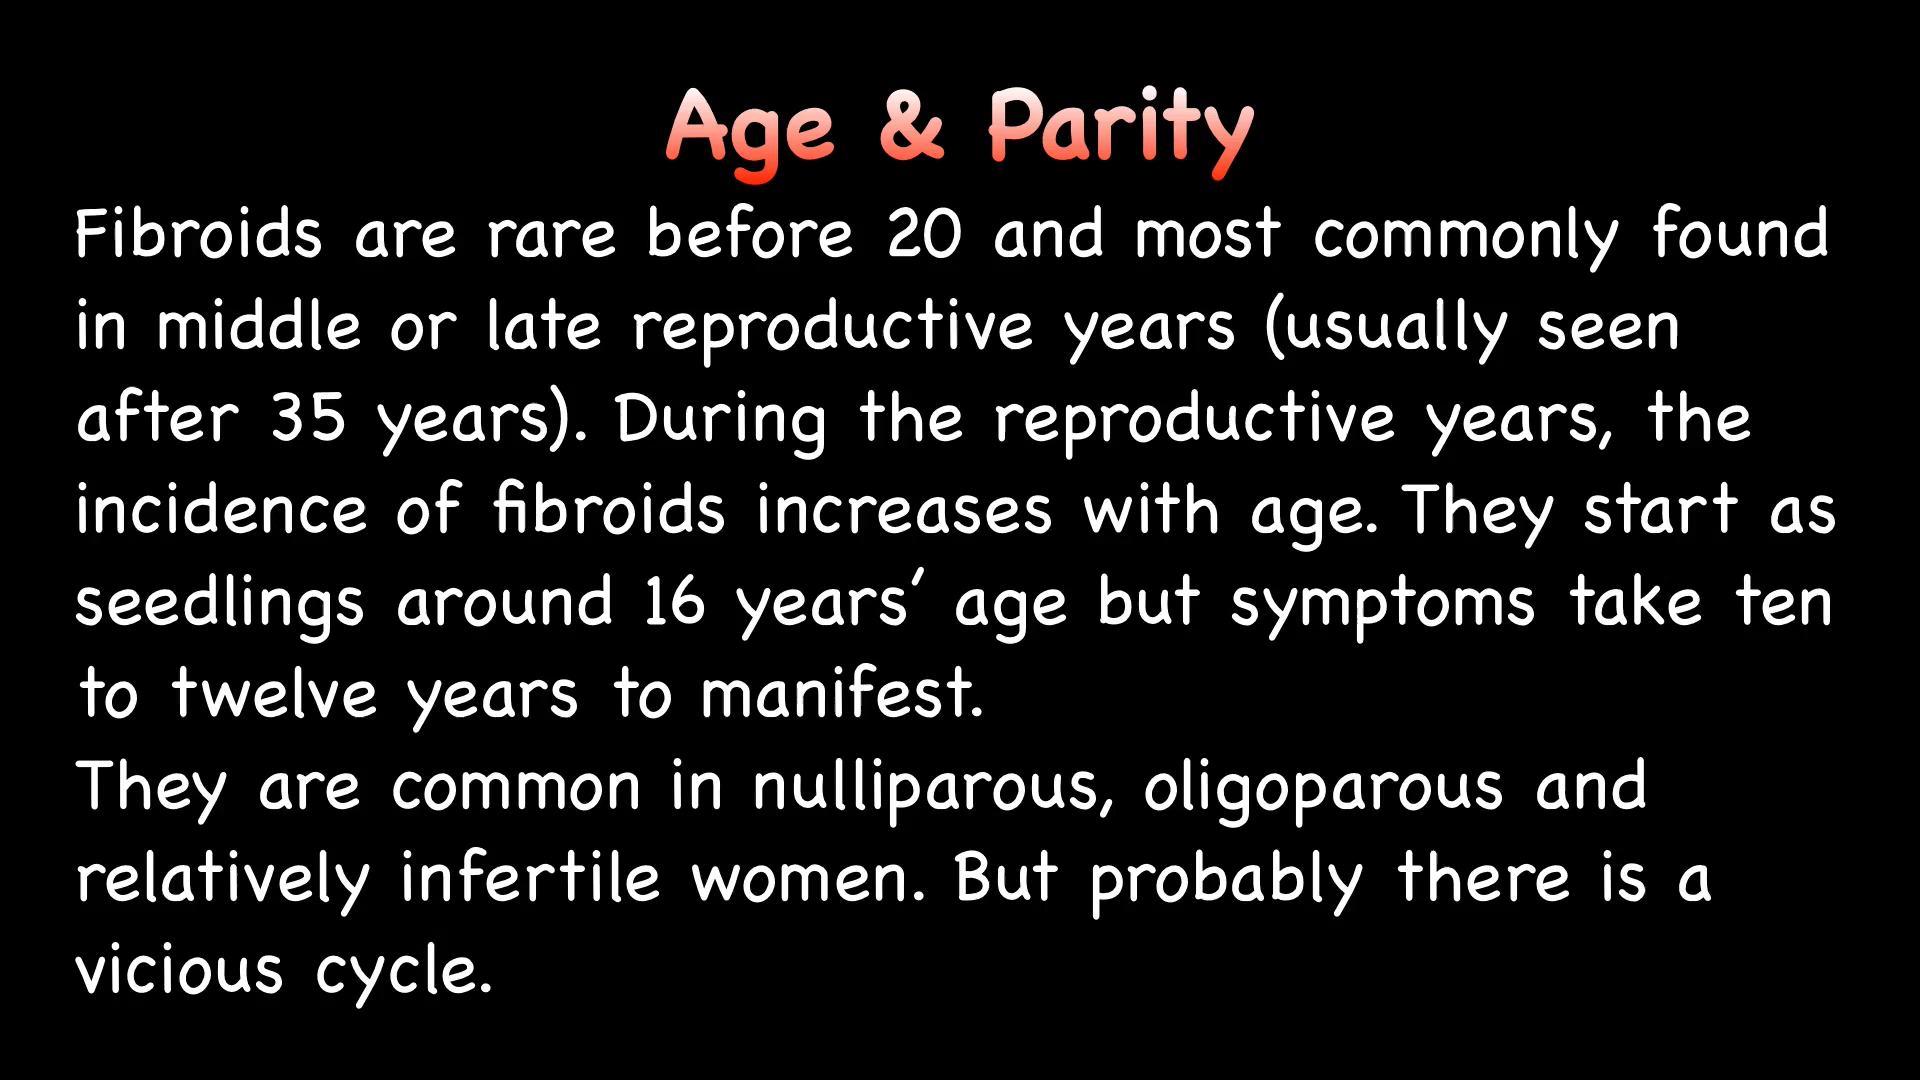 Age & Parity
Fibroids are rare before 20 and most commonly found
in middle or late reproductive years (usually seen
after 35 years). During the reproductive years, the
incidence of fibroids increases with age. They start as
seedlings around 16 years’ age but symptoms take ten
to twelve years to manifest.
They are common in nulliparous, oligoparous and
relatively infertile women. But probably there is a
vicious cycle.